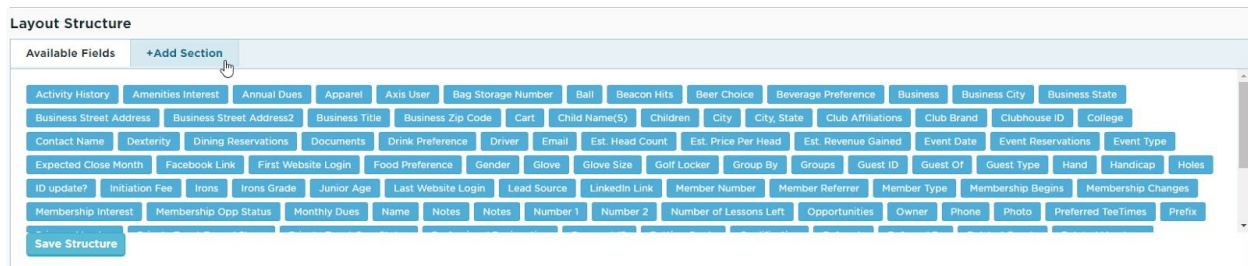 Layout Structure
Available Fields +Add Section
Activity History Amenities Interest Annual Dues Apparel Axis User Bag Storage Number Ball Beacon Hits Beer Choice Beverage Preference Business Business City Business State
Business Street Address Business Street Address2 Business Title Business Zip Code Cart Child Name(S) Children City City, State Club Affiliations Club Brand Clubhouse ID College
Contact Name Dexterity Dining Reservations Documents Drink Preference Driver Email Est. Head Count Est. Price Per Head Est. Revenue Gained Event Date Event Reservations Event Type
Expected Close Month Facebook Link First Website Login Food Preference Gender Glove Glove Size Golf Locker Group By Groups Guest ID Guest Of Guest Type Hand Handicap Holes
ID update? Initiation Fee Irons Irons Grade Junior Age Last Website Login Lead Source LinkedIn Link Member Number Member Referrer Member Type Membership Begins Membership Changes
Membership Interest Membership Opp Status Monthly Dues Name Notes Notes Number 1 Number 2 Number of Lessons Left Opportunities Owner Phone Photo Preferred TeeTimes Prefix
Save Structure